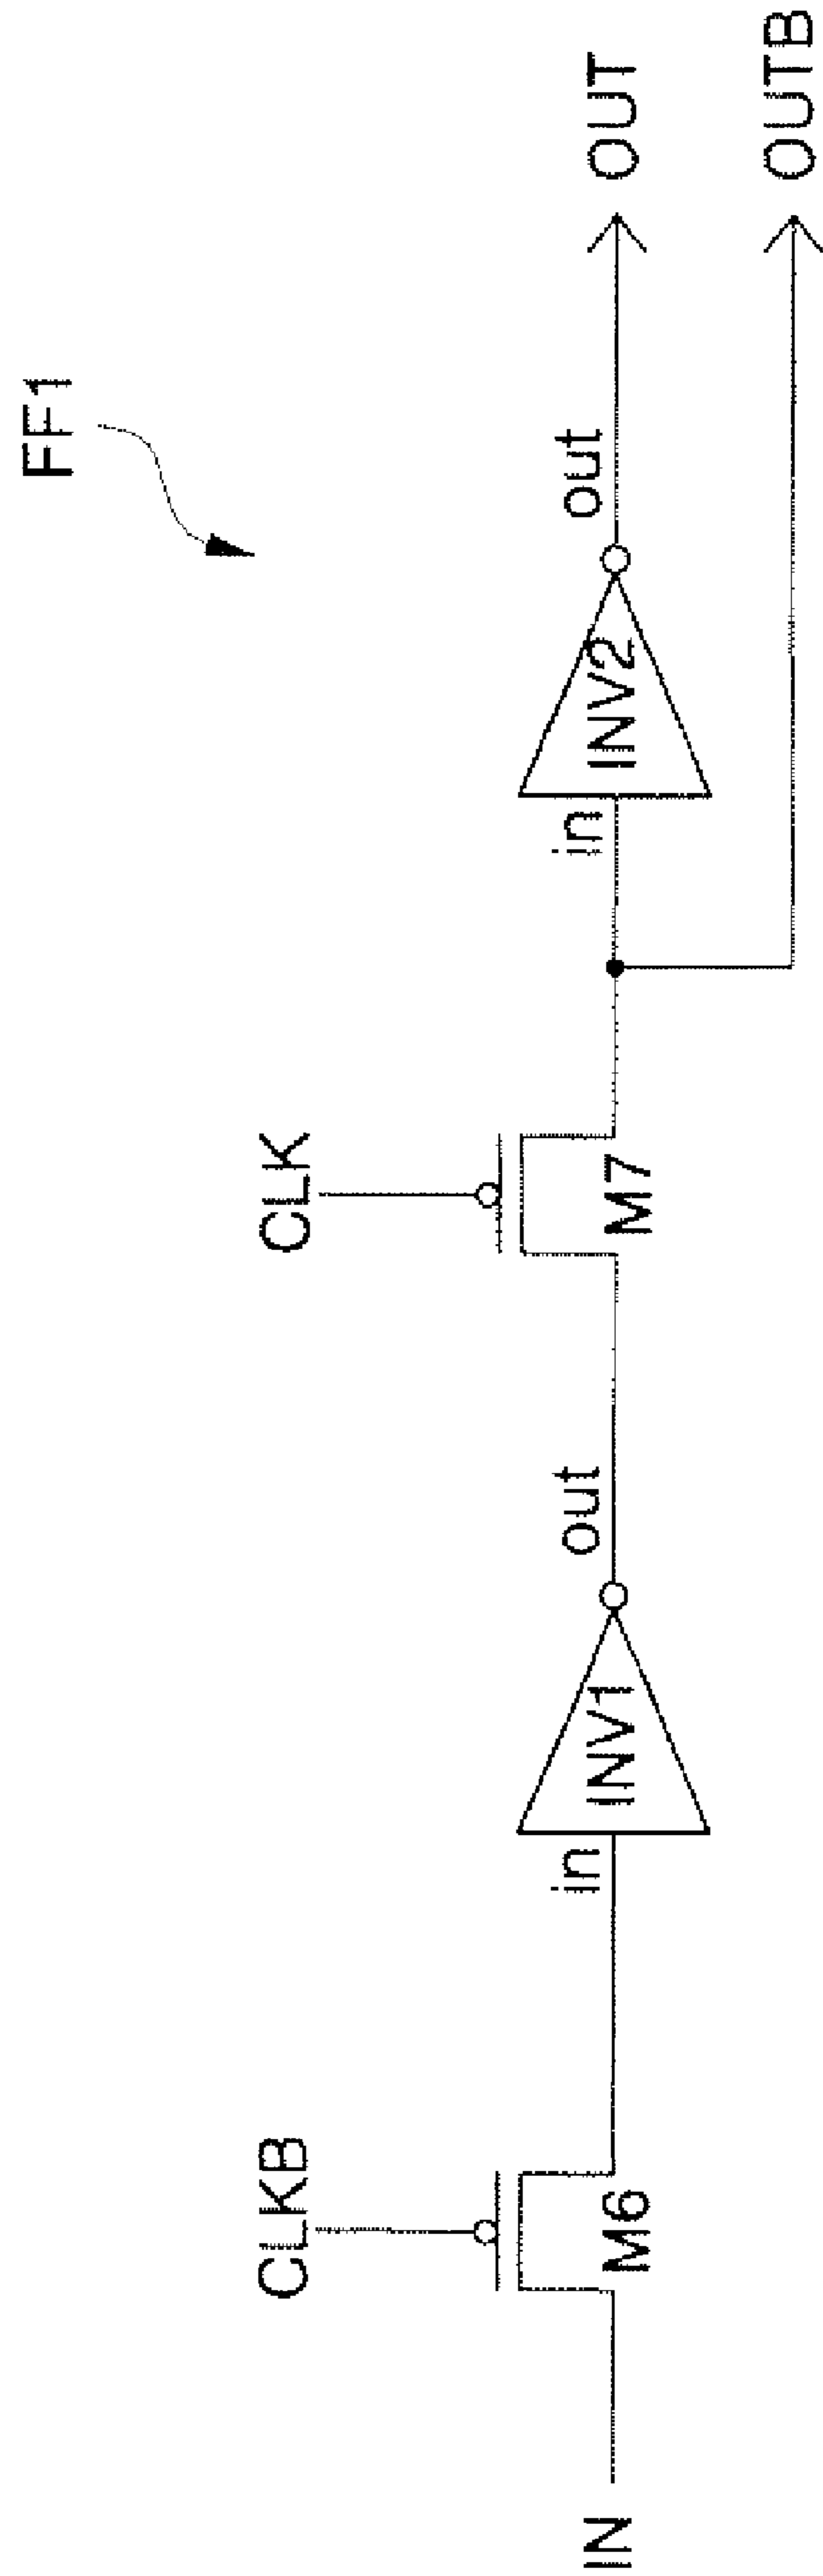 FF1
CLKB
CLK
IN
M6
in
INV1
out
M7
in
INV2
out
OUT
OUTB